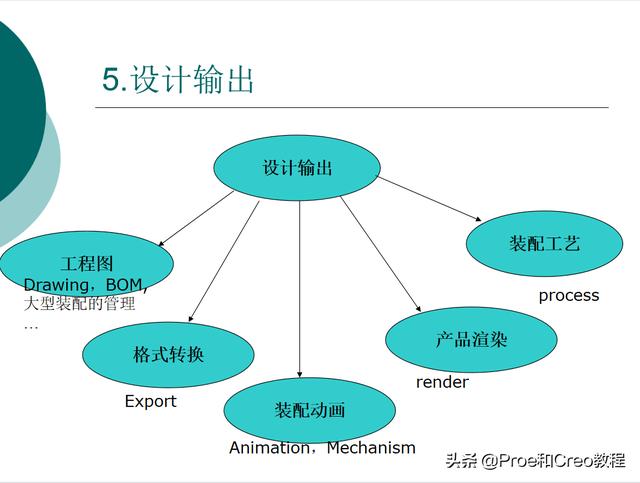 5.设计输出
设计输出
装配工艺
process
工程图
Drawing，BOM，
大型装配的管理
…
产品渲染
render
格式转换
Export
装配动画
Animation，Mechanism
头条 @Proe和Creo教程